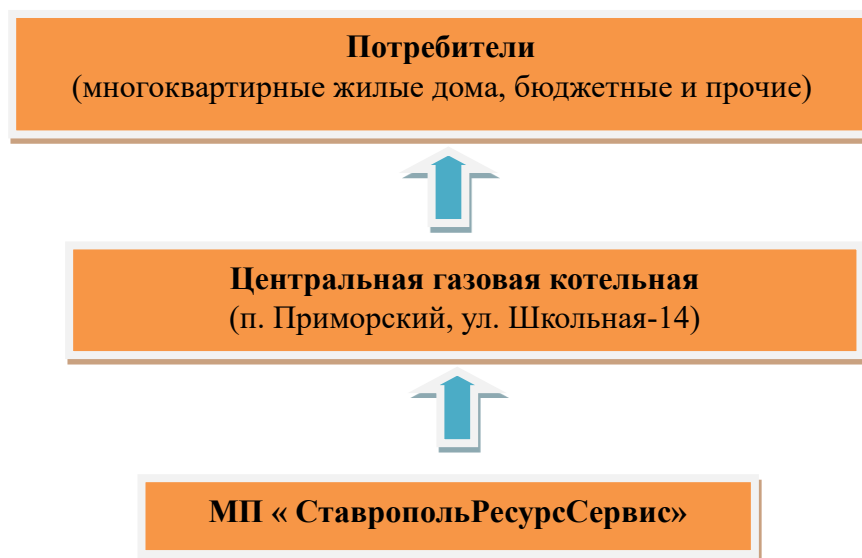 Потребители
(многоквартирные жилые дома, бюджетные и прочие)
Центральная газовая котельная
(п. Приморский, ул. Школьная-14)
МП « СтавропольРесурсСервис»